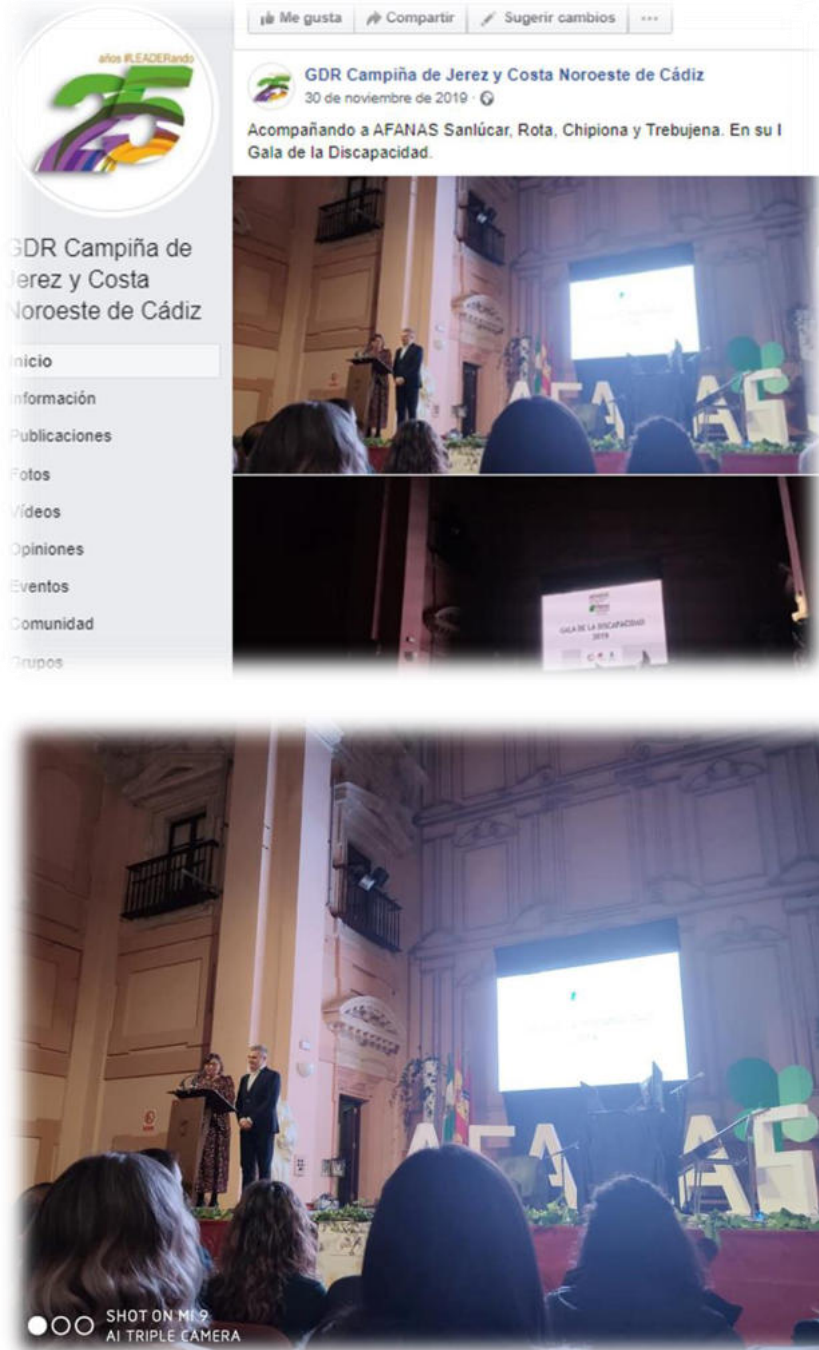 Me gusta
Compartir
Sugerir cambios
años #LEADERando
25
GDR Campiña de Jerez y Costa Noroeste de Cádiz
30 de noviembre de 2019
Acompañando a AFANAS Sanlúcar, Rota, Chipiona y Trebujena. En su I
Gala de la Discapacidad.
GDR Campiña de
Jerez y Costa
Noroeste de Cádiz
Inicio
Información
Publicaciones
Fotos
Vídeos
Opiniones
Eventos
Comunidad
Grupos
AFA AS
GALA DE LA DISCAPACIDAD
2019
AFA AS
SHOT ON MI 9
AI TRIPLE CAMERA